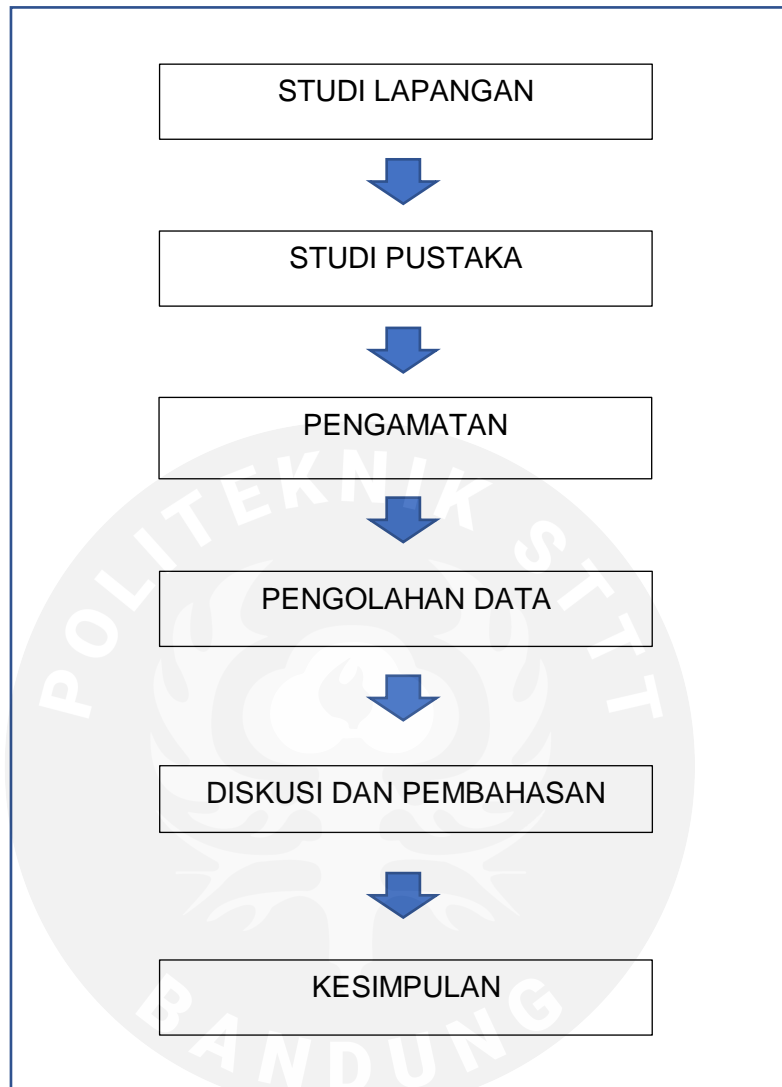 STUDI LAPANGAN
STUDI PUSTAKA
PENGAMATAN
POLITEKNIK STTT
PENGOLAHAN DATA
DISKUSI DAN PEMBAHASAN
KESIMPULAN
BANDUNG